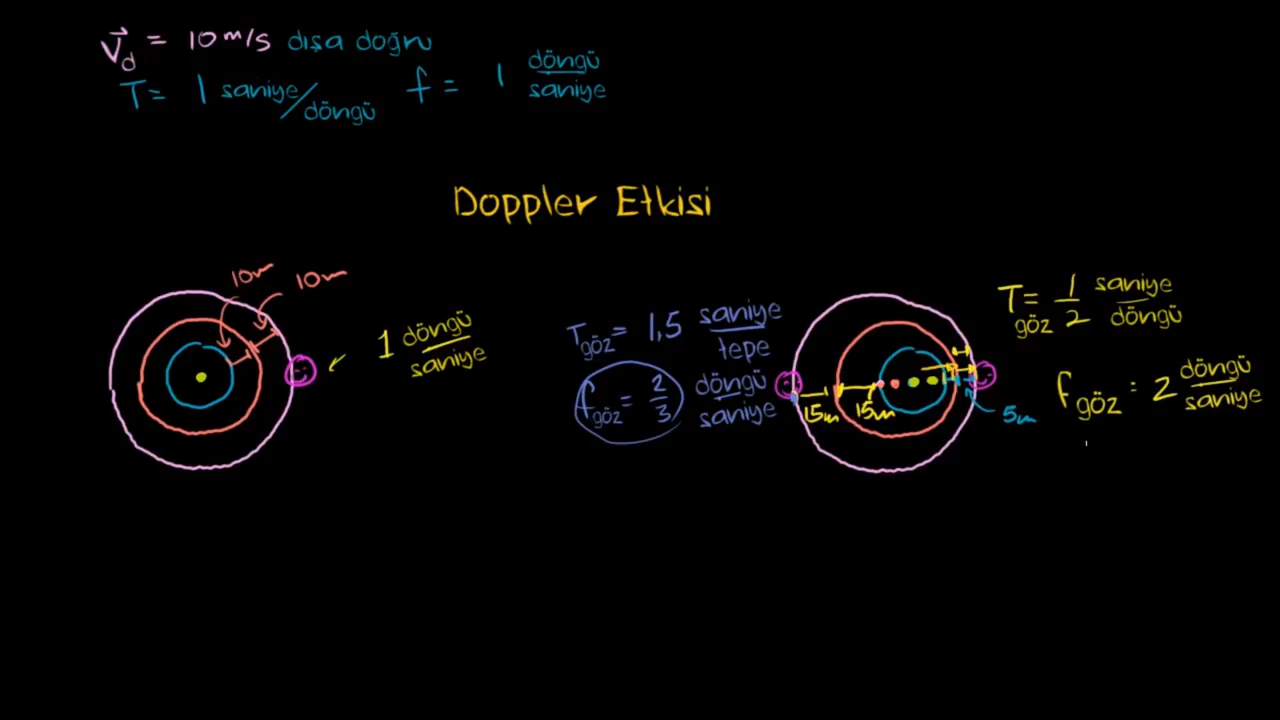 v⃗d = 10 m/s dışa doğru
T = 1 saniye/döngü f = 1 döngü/saniye
Doppler Etkisi
10m 10m
1 döngü/saniye
Tgöz = 1,5 saniye/tepe
fgöz = 2/3 döngü/saniye
15m 15m
5m
Tgöz = 1/2 saniye/döngü
fgöz = 2 döngü/saniye